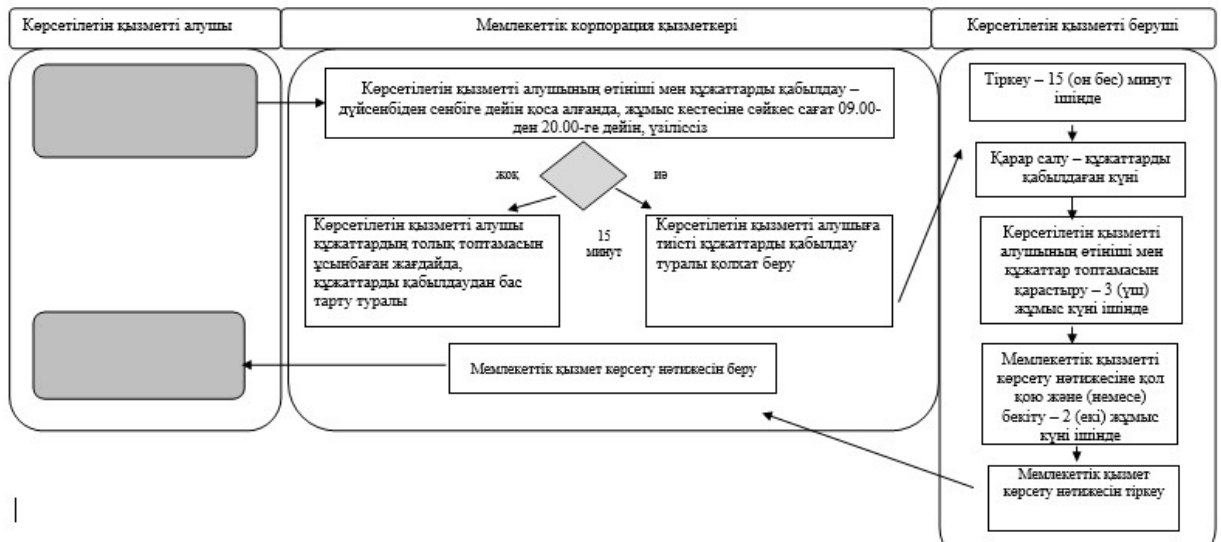 Көрсетілетін қызметті алушы
Мемлекеттік корпорация қызметкері
Көрсетілетін қызметті беруші
Көрсетілетін қызметті алушының өтініші мен құжаттарды қабылдау –
дүйсенбіден сенбіге дейін қоса алғанда, жұмыс кестесіне сәйкес сағат 09.00-
ден 20.00-ге дейін, үзіліссіз
жоқ
иә
Көрсетілетін қызметті алушы
құжаттардың толық топтамасын
ұсынбаған жағдайда,
құжаттарды қабылдаудан бас
тарту туралы
15
минут
Көрсетілетін қызметті алушыға
тиісті құжаттарды қабылдау
туралы қолхат беру
Мемлекеттік қызмет көрсету нәтижесін беру
Тіркеу – 15 (он бес) минут
ішінде
Қарар салу – құжаттарды
қабылдаған күні
Көрсетілетін қызметті
алушының өтініші мен
құжаттар топтамасын
қарастыру – 3 (үш)
жұмыс күні ішінде
Мемлекеттік қызметті
көрсету нәтижесіне қол
қою және (немесе)
бекіту – 2 (екі) жұмыс
күні ішінде
Мемлекеттік қызмет
көрсету нәтижесін тіркеу